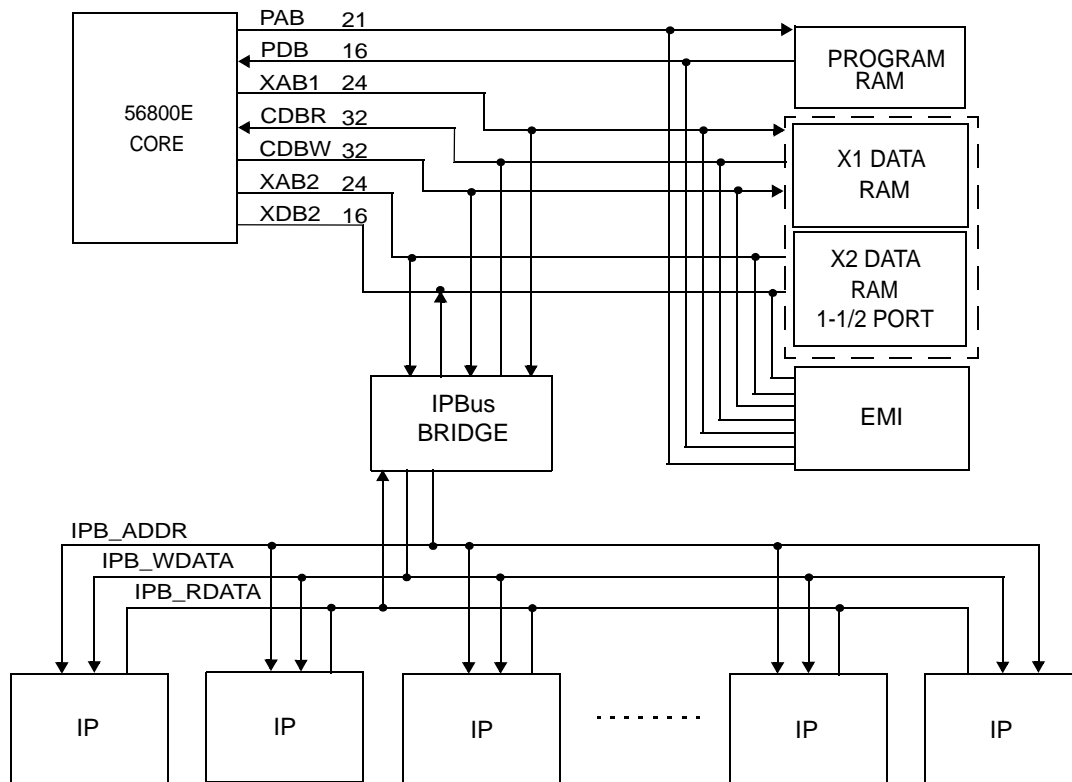 PAB 21
PDB 16
XAB1 24
CDBR 32
CDBW 32
XAB2 24
XDB2 16
56800E
CORE
PROGRAM
RAM
X1 DATA
RAM
X2 DATA
RAM
1-1/2 PORT
EMI
IPBus
BRIDGE
IPB_ADDR
IPB_WDATA
IPB_RDATA
IP
IP
IP
IP
IP